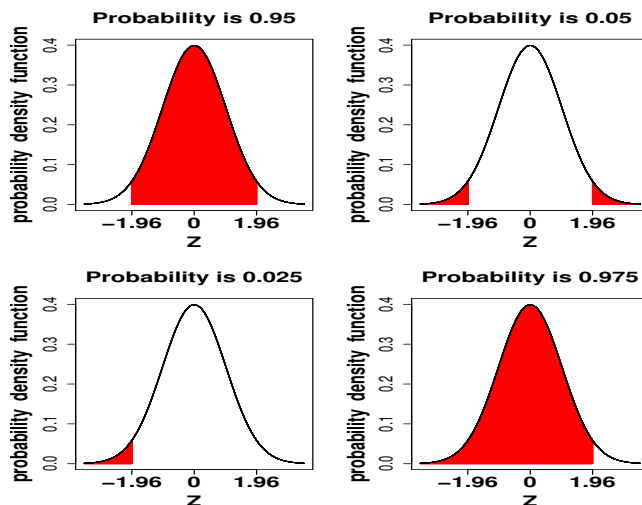 Probability is 0.95
probability density function
0.4
0.3
0.2
0.1
0.0
−1.96 0 1.96
Z
Probability is 0.05
probability density function
0.4
0.3
0.2
0.1
0.0
−1.96 0 1.96
Z
Probability is 0.025
probability density function
0.4
0.3
0.2
0.1
0.0
−1.96 0 1.96
Z
Probability is 0.975
probability density function
0.4
0.3
0.2
0.1
0.0
−1.96 0 1.96
Z